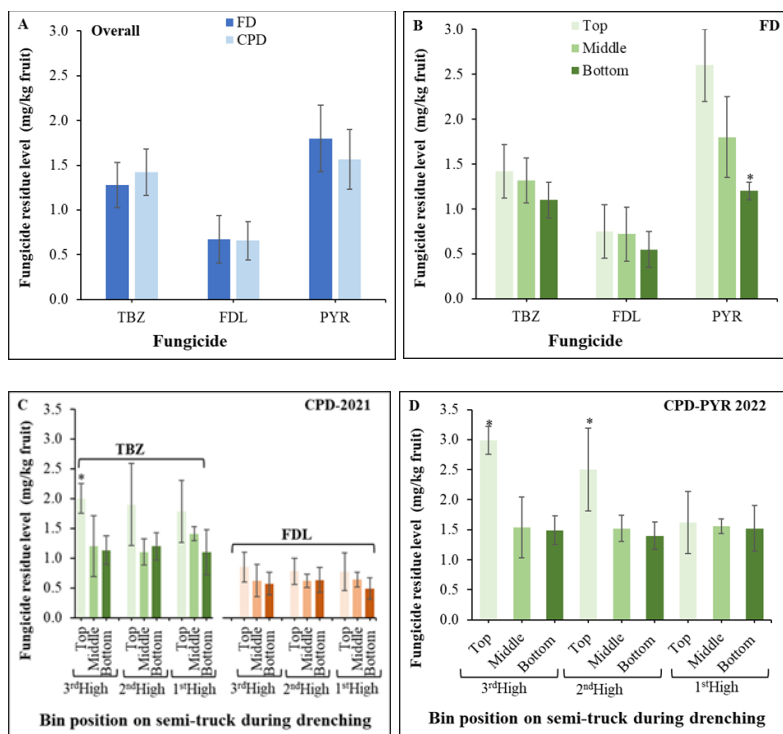 A
Overall
FD
CPD
Fungicide residue level (mg/kg fruit)
3.0
2.5
2.0
1.5
1.0
0.5
0.0
TBZ FDL PYR
Fungicide
B
FD
Top
Middle
Bottom
Fungicide residue level (mg/kg fruit)
3.0
2.5
2.0
1.5
1.0
0.5
0.0
*
TBZ FDL PYR
Fungicide
C
CPD-2021
Fungicide residue level (mg/kg fruit)
3.5
3.0
2.5
2.0
1.5
1.0
0.5
0.0
TBZ
*
FDL
Top Middle Bottom Top Middle Bottom Top Middle Bottom Top Middle Bottom Top Middle Bottom Top Middle Bottom
3rdHigh 2ndHigh 1stHigh 3rdHigh 2ndHigh 1stHigh
Bin position on semi-truck during drenching
D
CPD-PYR 2022
Fungicide residue level (mg/kg fruit)
3.5
3.0
2.5
2.0
1.5
1.0
0.5
0.0
* *
Top Middle Bottom Top Middle Bottom Top Middle Bottom
3rdHigh 2ndHigh 1stHigh
Bin position on semi-truck during drenching